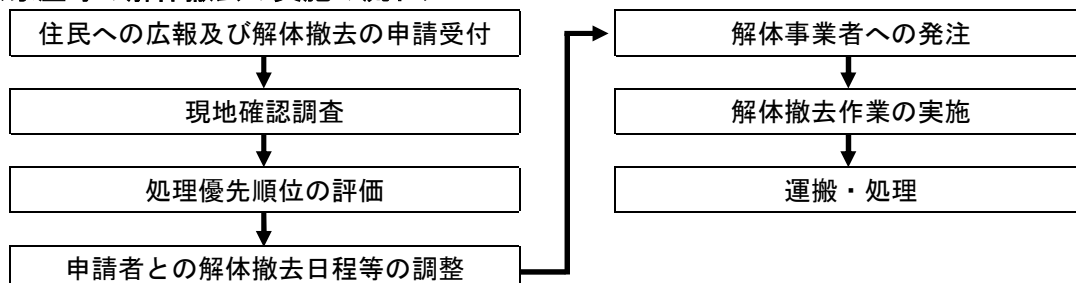 住民への広報及び解体撤去の申請受付
現地確認調査
処理優先順位の評価
申請者との解体撤去日程等の調整
解体事業者への発注
解体撤去作業の実施
運搬・処理